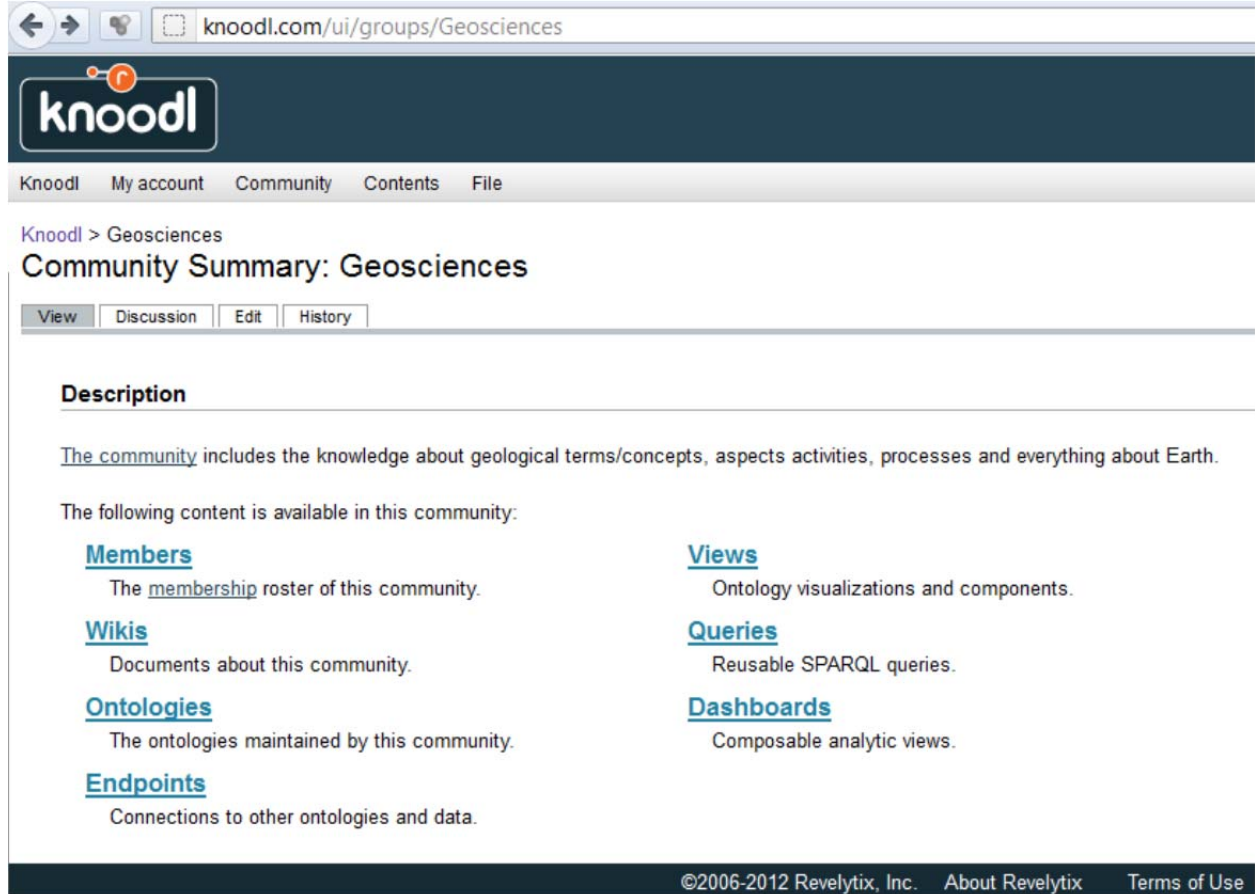 knoodl.com/ui/groups/Geosciences
r
knoodl
Knoodl My account Community Contents File
Knoodl > Geosciences
Community Summary: Geosciences
View Discussion Edit History
Description
The community includes the knowledge about geological terms/concepts, aspects activities, processes and everything about Earth.
The following content is available in this community:
Members
The membership roster of this community.
Wikis
Documents about this community.
Ontologies
The ontologies maintained by this community.
Endpoints
Connections to other ontologies and data.
Views
Ontology visualizations and components.
Queries
Reusable SPARQL queries.
Dashboards
Composable analytic views.
©2006-2012 Revelytix, Inc. About Revelytix Terms of Use